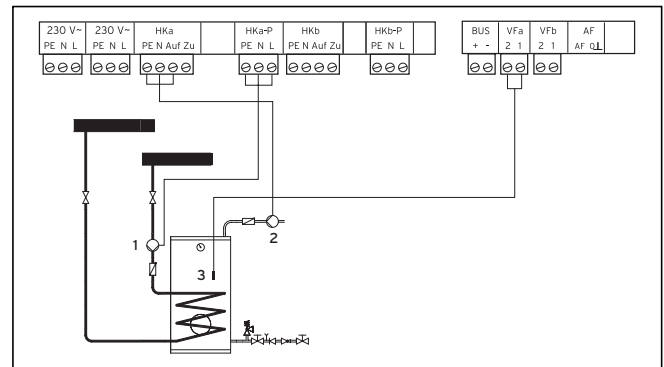 230 V~ 230 V~ HKa HKa-P HKb HKb-P BUS VFa VFb AF
PE N L PE N L PE N Auf Zu PE N L PE N Auf Zu PE N L + - 2 1 2 1 AF 0⊥
1
2
3